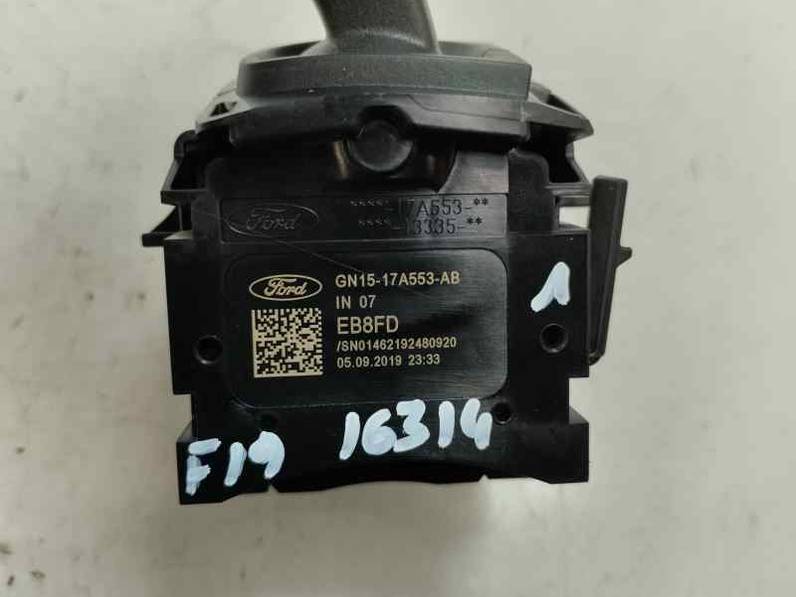 ****-17A553-**
Ford ****-13335-**
Ford GN15-17A553-AB
IN 07
EB8FD
/SN01462192480920
05.09.2019 23:33
1
F19 16314